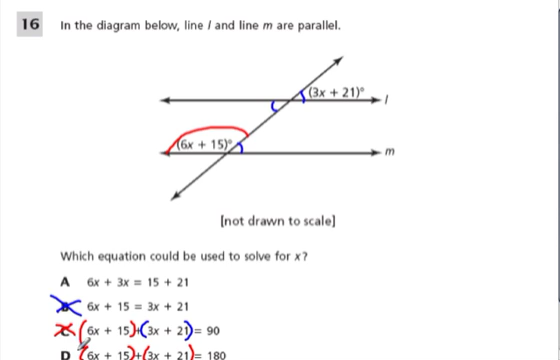 16 In the diagram below, line l and line m are parallel.
(3x + 21)°
l
(6x + 15)°
m
[not drawn to scale]
Which equation could be used to solve for x?
A 6x + 3x = 15 + 21
B 6x + 15 = 3x + 21
C (6x + 15)+(3x + 21)= 90
D (6x + 15)+(3x + 21)= 180